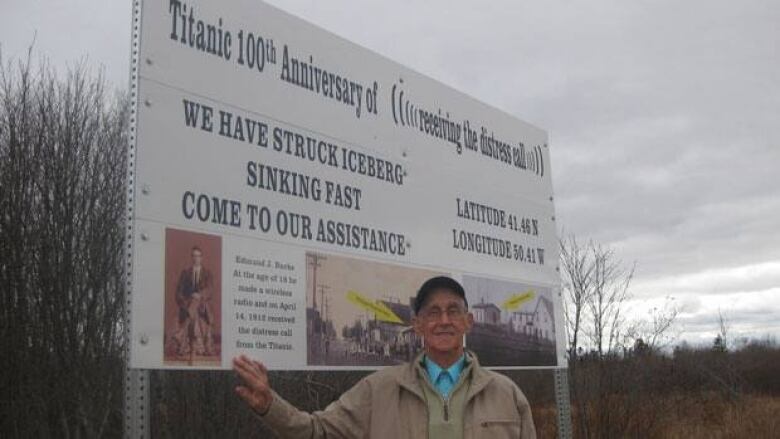 Titanic 100th Anniversary of (((((receiving the distress call)))))
WE HAVE STRUCK ICEBERG
SINKING FAST
COME TO OUR ASSISTANCE
LATITUDE 41.46 N
LONGITUDE 50.41 W
Edmund J.
At the age of 16 he
made a wireless
radio and on April
14, 1912 received
the distress call
from the Titanic.